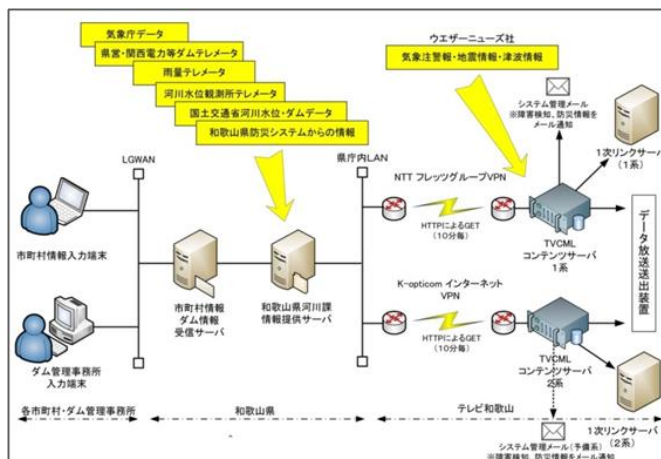 気象庁データ
県営・関西電力等ダムテレメータ
雨量テレメータ
河川水位観測所テレメータ
国土交通省河川水位・ダムデータ
和歌山県防災システムからの情報
ウエザーニューズ社
気象注警報・地震情報・津波情報
システム管理メール
※障害検知、防災情報を
メール通知
1次リンクサーバ
(1系)
LGWAN
県庁内LAN
NTT フレッツグループVPN
HTTPによるGET
(10分毎)
TVCML
コンテンツサーバ
1系
市町村情報入力端末
市町村情報
ダム情報
受信サーバ
和歌山県河川課
情報提供サーバ
K-opticom インターネット
VPN
HTTPによるGET
(10分毎)
TVCML
コンテンツサーバ
2系
データ放送送出装置
ダム管理事務所
入力端末
1次リンクサーバ
(2系)
各市町村・ダム管理事務所
和歌山県
テレビ和歌山
システム管理メール(予備系)
※障害検知、防災情報をメール通知